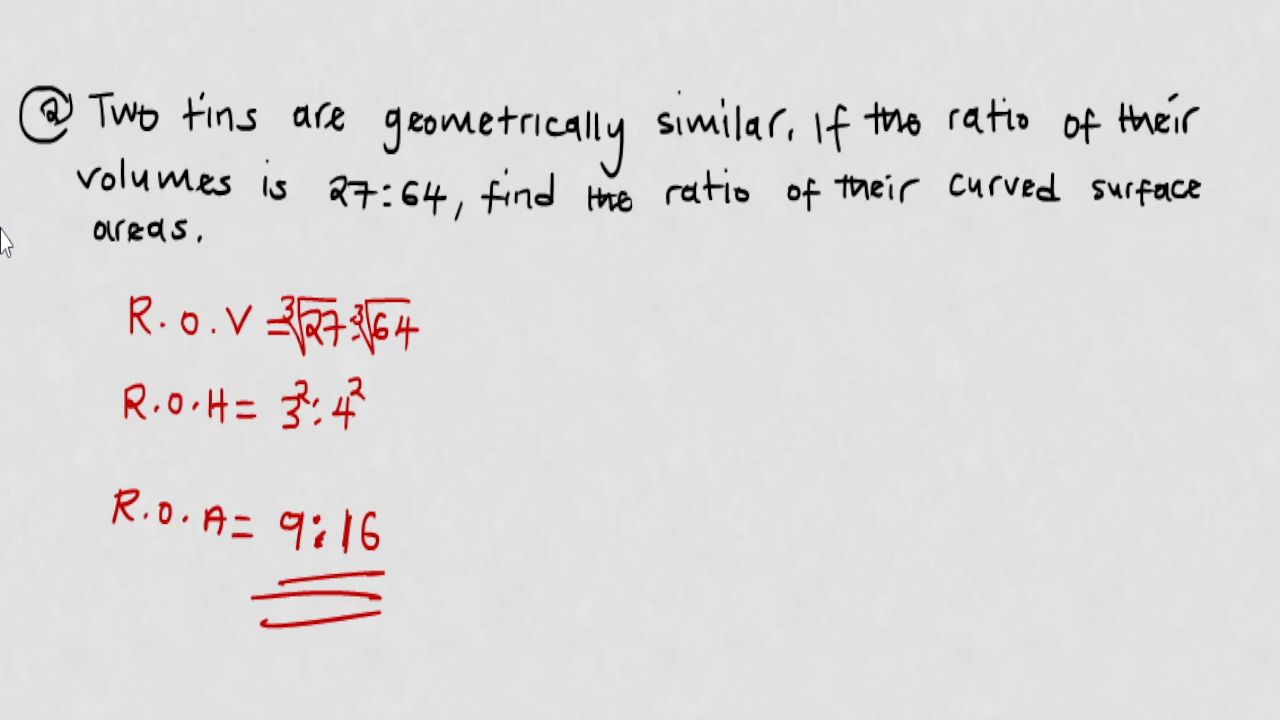 ② Two tins are geometrically similar. If the ratio of their
volumes is 27:64, find the ratio of their curved surface
areas.
R.O.V = ∛27:∛64
R.O.H = 3²:4²
R.O.A = 9:16